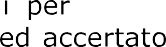 i per
ed accertato